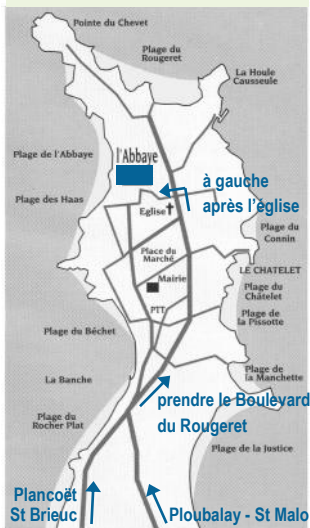 Pointe du Chevet
Plage du
Rougeret
La Houle
Causseule
Plage de l'Abbaye
l'Abbaye
à gauche
après l'église
Plage des Haas
Eglise
Plage du
Connin
Place du
Marché
LE CHATELET
Mairie
Plage du
Châtelet
PTT
Plage de
la Pissotte
Plage du Béchet
Plage de
la Manchette
La Banche
prendre le Boulevard
du Rougeret
Plage du
Rocher Plat
Plage de la Justice
Plancoët
St Brieuc
Ploubalay - St Malo